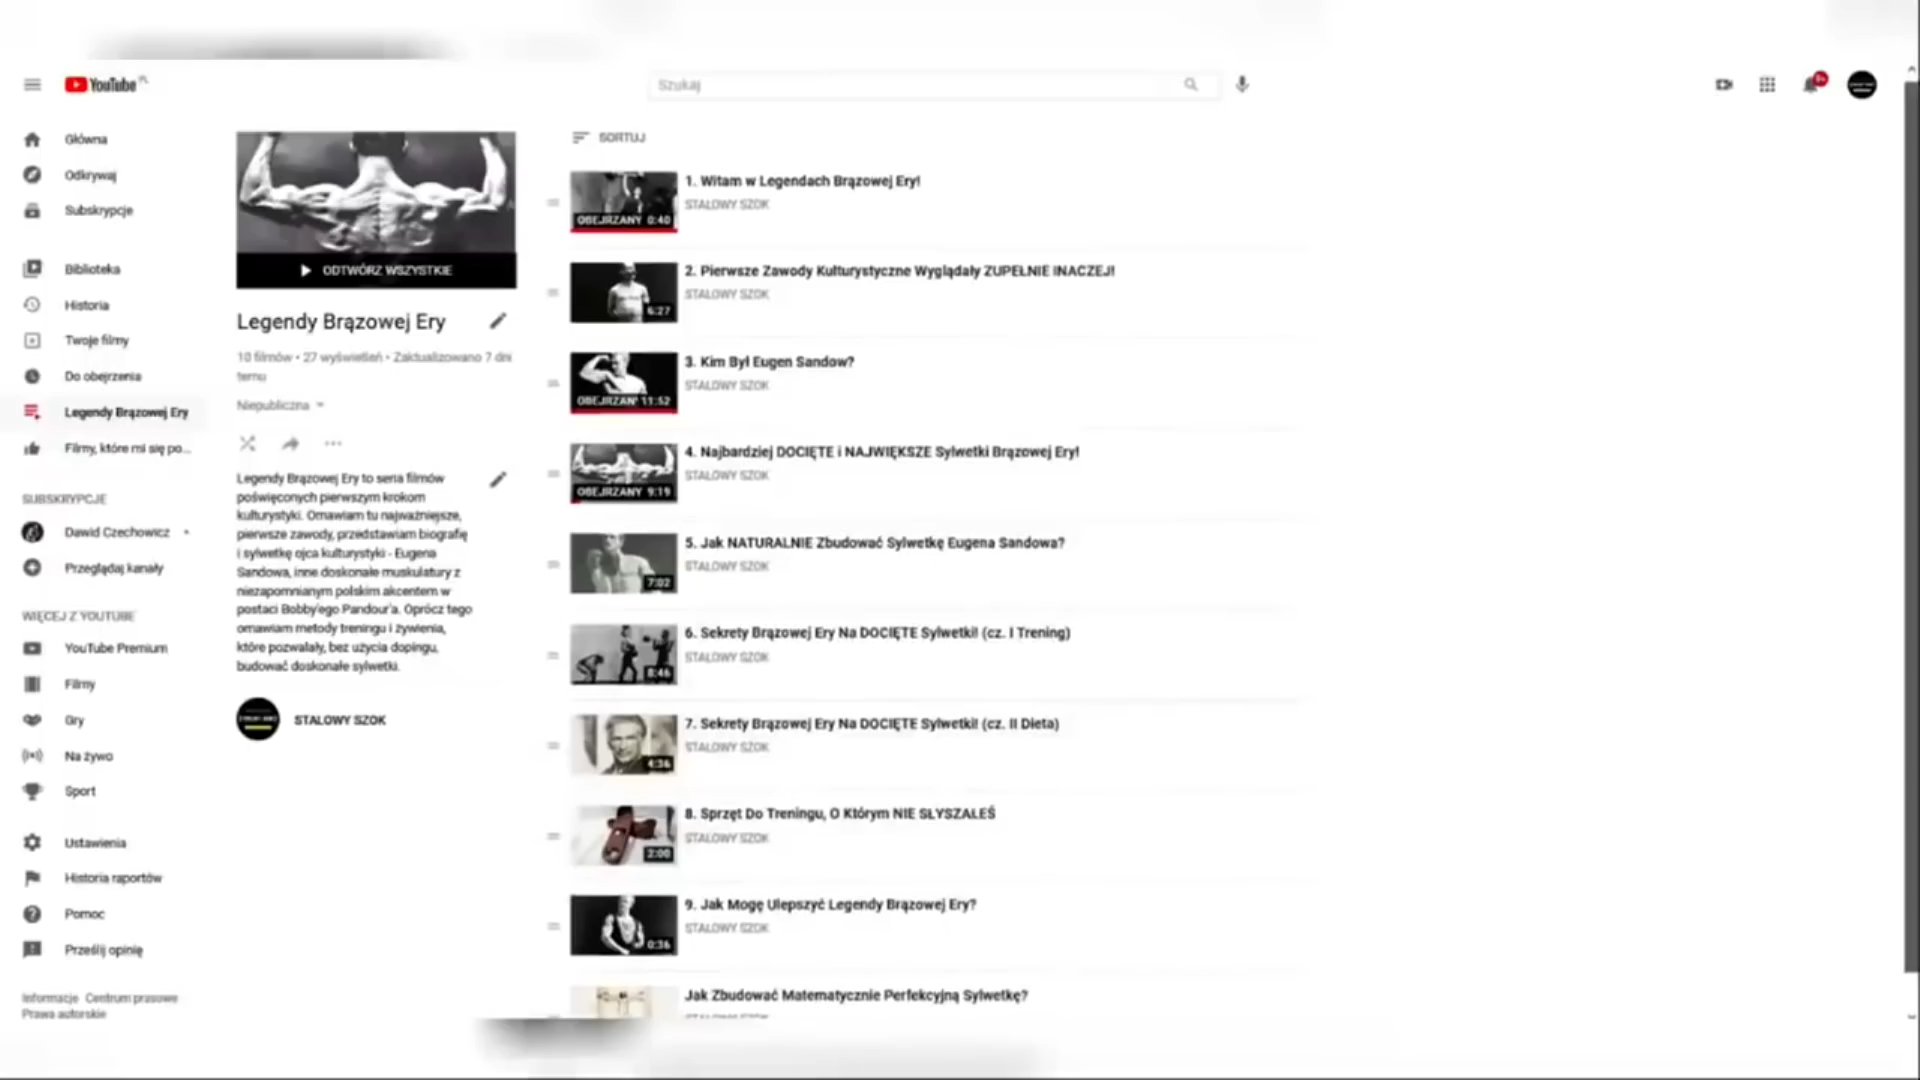 YouTube PL
Szukaj
9+
Główna
Odkrywaj
Subskrypcje
Biblioteka
Historia
Twoje filmy
Do obejrzenia
Legendy Brązowej Ery
Filmy, które mi się po...
SUBSKRYPCJE
Dawid Czechowicz
Przeglądaj kanały
WIĘCEJ Z YOUTUBE
YouTube Premium
Filmy
Gry
Na żywo
Sport
Ustawienia
Historia raportów
Pomoc
Prześlij opinię
Informacje Centrum prasowe
Prawa autorskie
ODTWÓRZ WSZYSTKIE
Legendy Brązowej Ery
10 filmów • 27 wyświetleń • Zaktualizowano 7 dni
temu
Niepubliczna
Legendy Brązowej Ery to seria filmów
poświęconych pierwszym krokom
kulturystyki. Omawiam tu najważniejsze,
pierwsze zawody, przedstawiam biografię
i sylwetkę ojca kulturystyki - Eugena
Sandowa, inne doskonałe muskulatury z
niezapomnianym polskim akcentem w
postaci Bobby'ego Pandour'a. Oprócz tego
omawiam metody treningu i żywienia,
które pozwalały, bez użycia dopingu,
budować doskonałe sylwetki.
STALOWY SZOK
SORTUJ
OBEJRZANY 0:40
1. Witam w Legendach Brązowej Ery!
STALOWY SZOK
6:27
2. Pierwsze Zawody Kulturystyczne Wyglądały ZUPEŁNIE INACZEJ!
STALOWY SZOK
OBEJRZAN' 11:52
3. Kim Był Eugen Sandow?
STALOWY SZOK
OBEJRZANY 9:19
4. Najbardziej DOCIĘTE i NAJWIĘKSZE Sylwetki Brązowej Ery!
STALOWY SZOK
7:02
5. Jak NATURALNIE Zbudować Sylwetkę Eugena Sandowa?
STALOWY SZOK
8:46
6. Sekrety Brązowej Ery Na DOCIĘTE Sylwetki! (cz. I Trening)
STALOWY SZOK
4:36
7. Sekrety Brązowej Ery Na DOCIĘTE Sylwetki! (cz. II Dieta)
STALOWY SZOK
2:00
8. Sprzęt Do Treningu, O Którym NIE SŁYSZAŁEŚ
STALOWY SZOK
0:36
9. Jak Mogę Ulepszyć Legendy Brązowej Ery?
STALOWY SZOK
Jak Zbudować Matematycznie Perfekcyjną Sylwetkę?
STALOWY SZOK